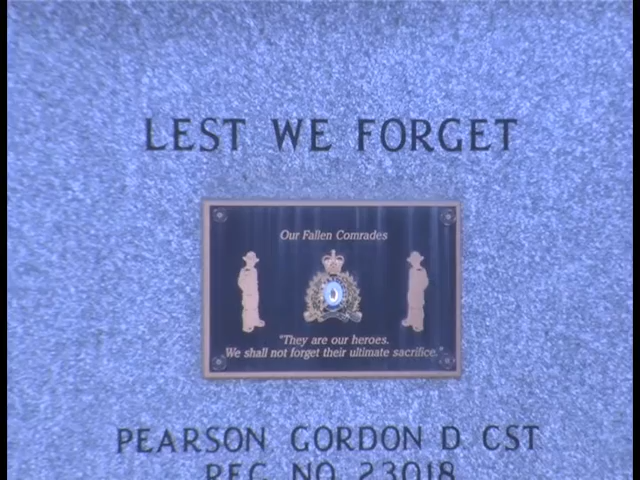 LEST WE FORGET
Our Fallen Comrades
"They are our heroes.
We shall not forget their ultimate sacrifice."
PEARSON GORDON D CST
REG. NO. 23018